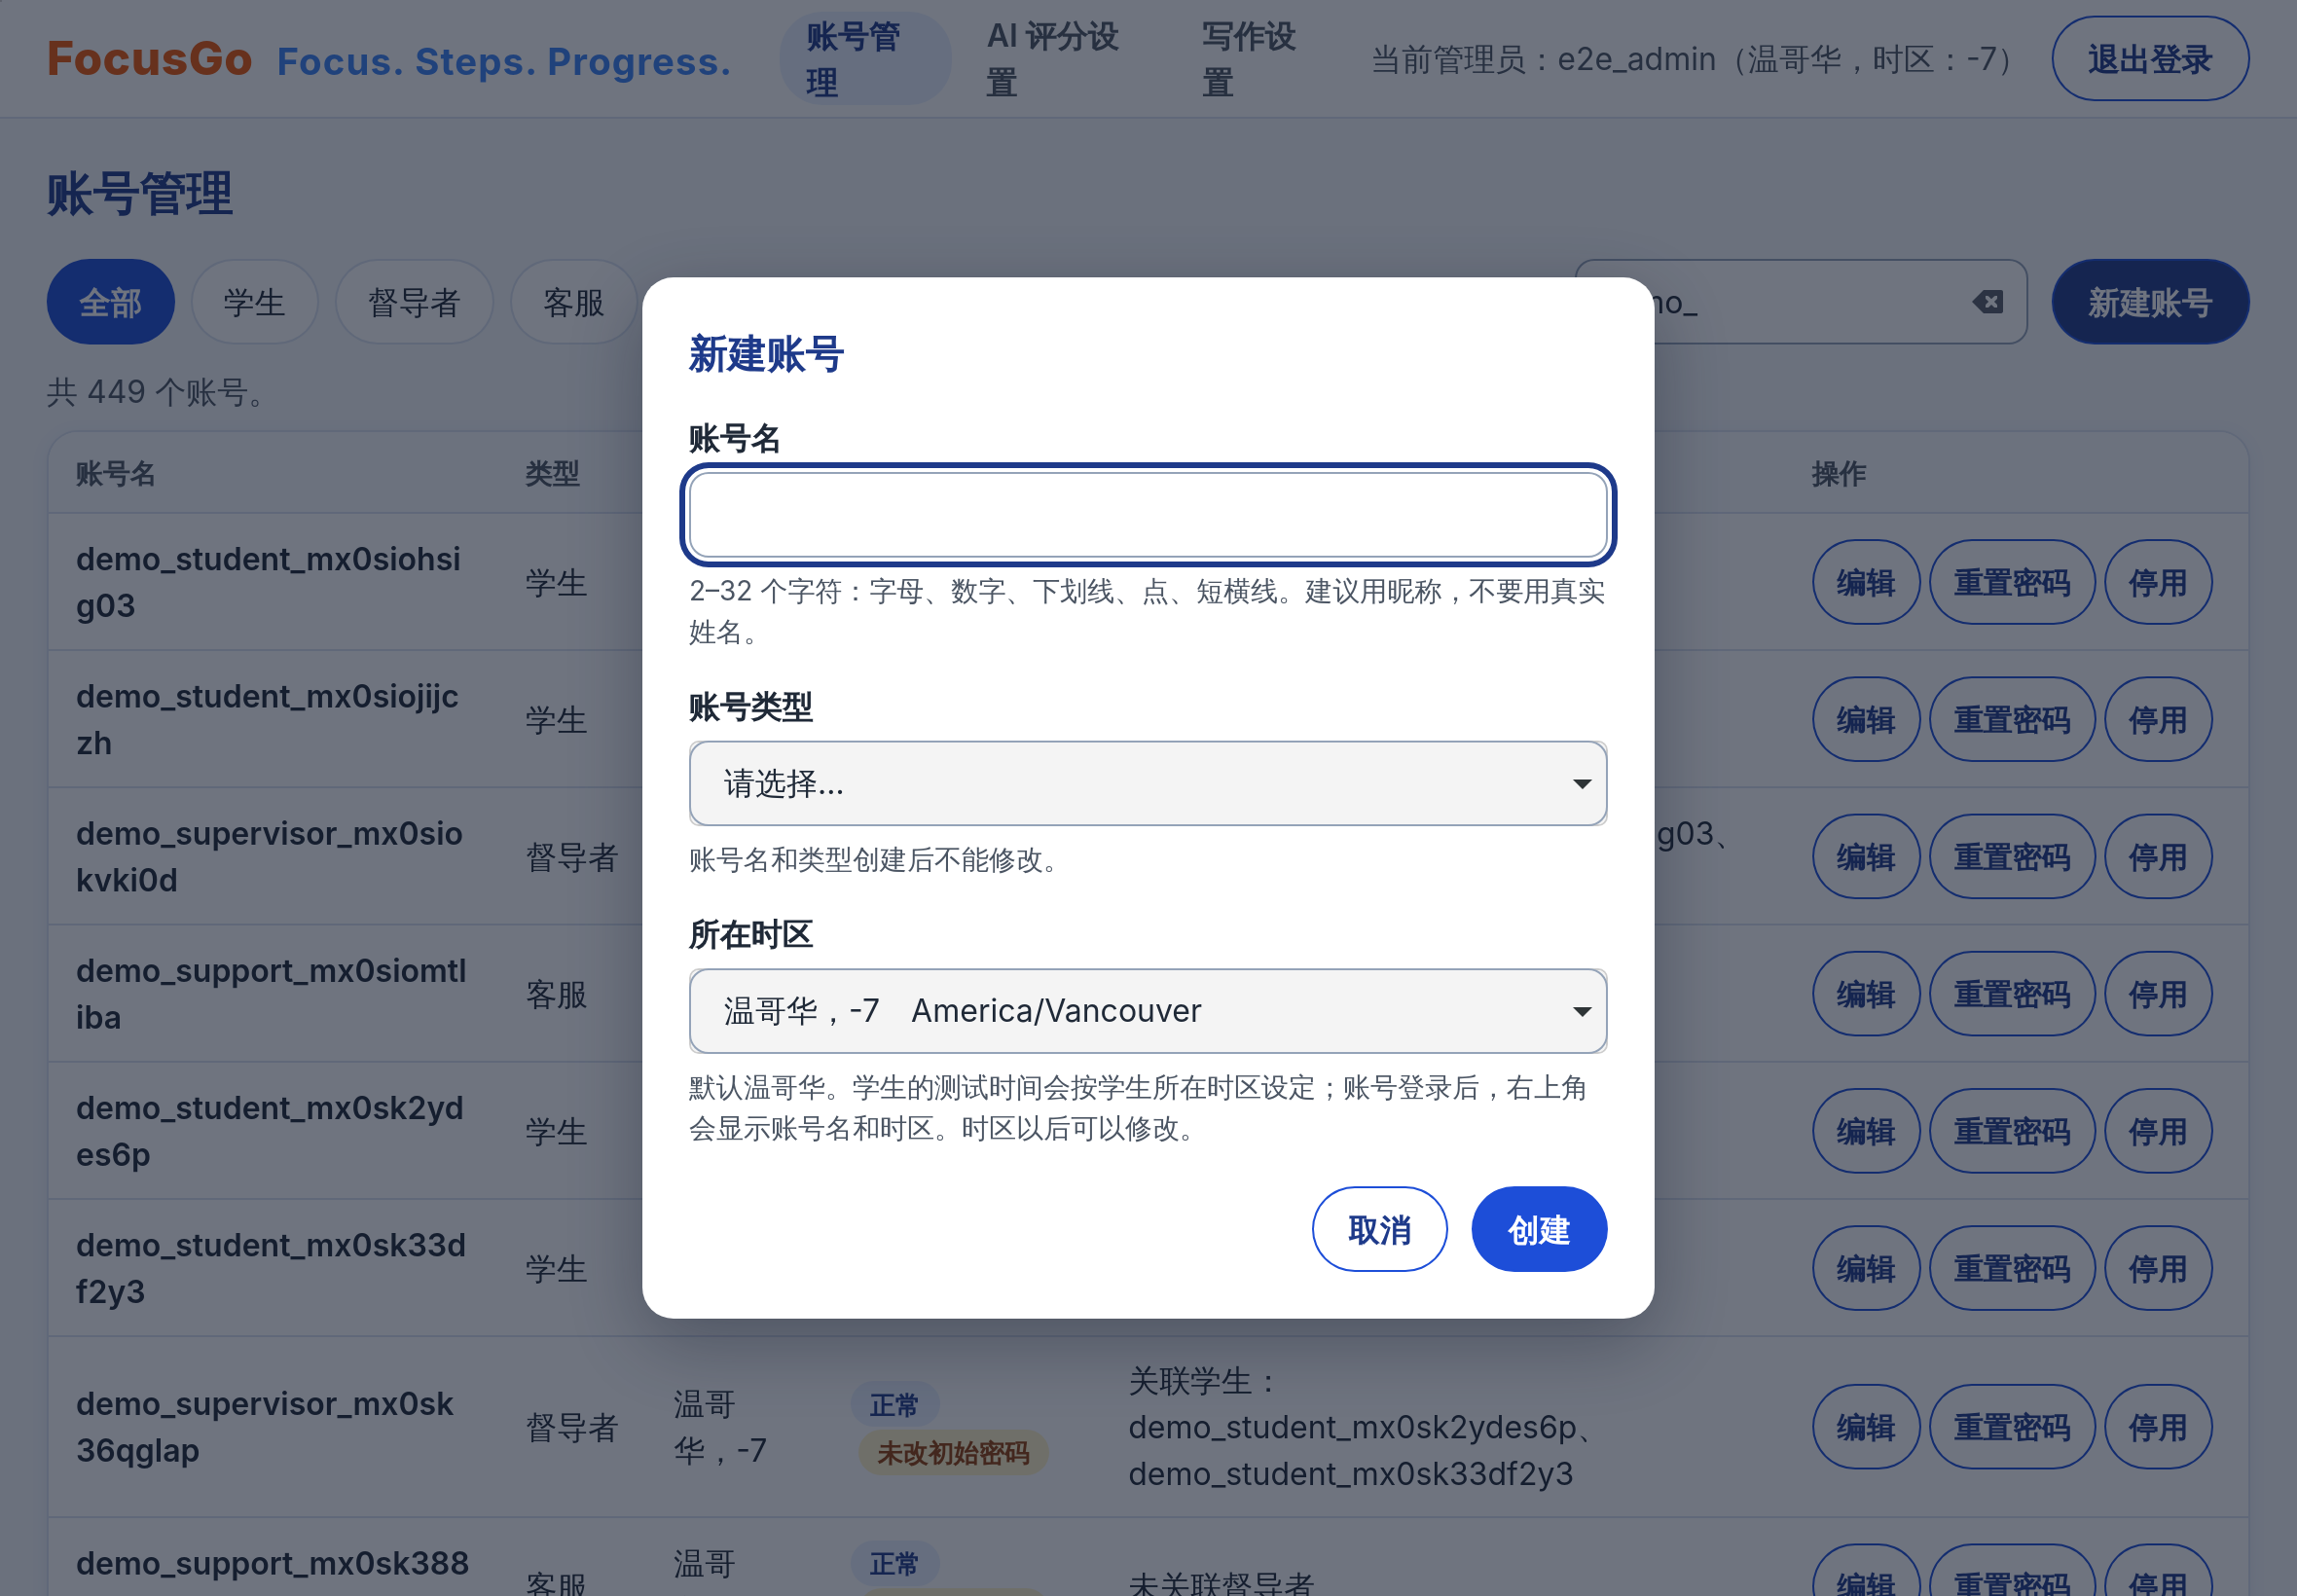 FocusGo Focus. Steps. Progress.
账号管
理
AI 评分设
置
写作设
置
当前管理员：e2e_admin（温哥华，时区：-7）
退出登录
账号管理
全部
学生
督导者
客服
新建账号
共 449 个账号。
账号名
类型
操作
demo_student_mx0siohsi
g03
学生
编辑
重置密码
停用
demo_student_mx0siojijc
zh
学生
编辑
重置密码
停用
demo_supervisor_mx0sio
kvki0d
督导者
g03、
编辑
重置密码
停用
demo_support_mx0siomtl
iba
客服
编辑
重置密码
停用
demo_student_mx0sk2yd
es6p
学生
编辑
重置密码
停用
demo_student_mx0sk33d
f2y3
学生
编辑
重置密码
停用
demo_supervisor_mx0sk
36qglap
督导者
温哥
华，-7
正常
未改初始密码
关联学生：
demo_student_mx0sk2ydes6p、
demo_student_mx0sk33df2y3
编辑
重置密码
停用
demo_support_mx0sk388
客服
温哥
正常
未关联督导者
编辑
重置密码
停用
新建账号
账号名
2–32 个字符：字母、数字、下划线、点、短横线。建议用昵称，不要用真实
姓名。
账号类型
请选择...
账号名和类型创建后不能修改。
所在时区
温哥华，-7 America/Vancouver
默认温哥华。学生的测试时间会按学生所在时区设定；账号登录后，右上角
会显示账号名和时区。时区以后可以修改。
取消
创建